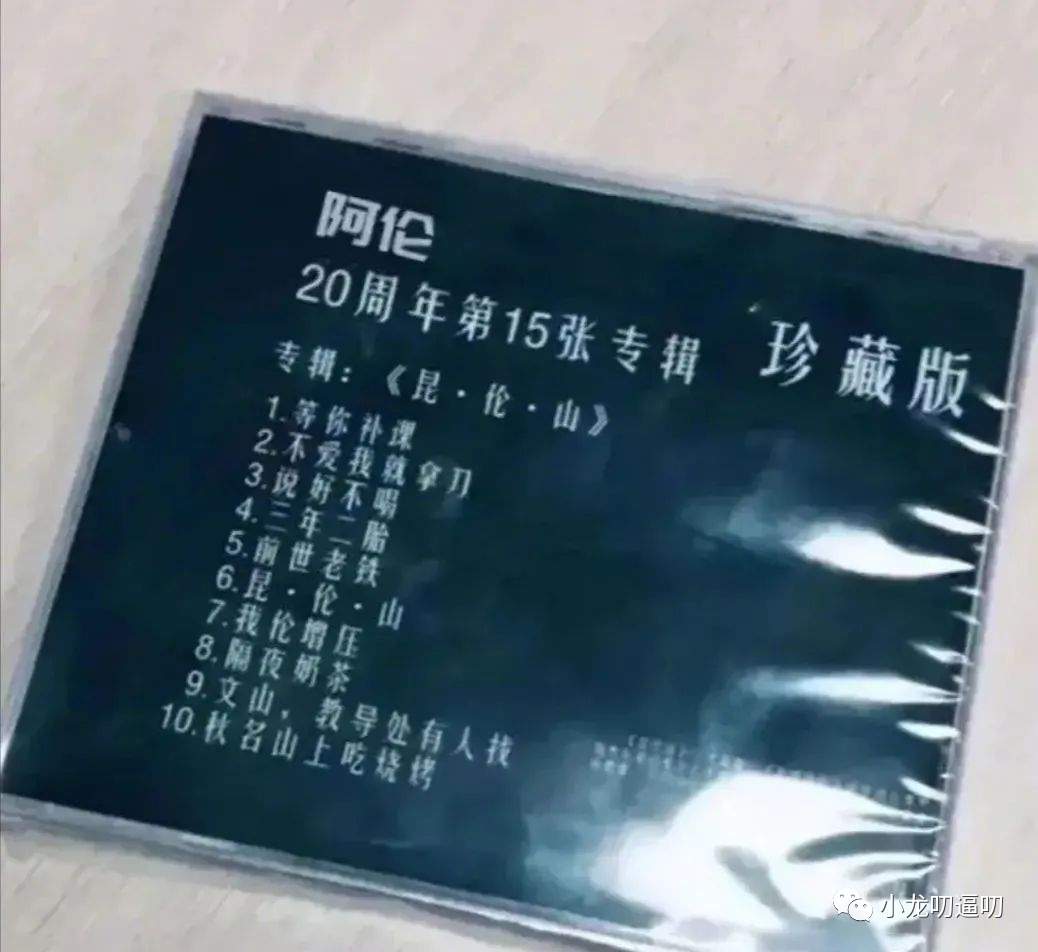 阿伦
20周年第15张专辑 珍藏版
专辑：《昆·伦·山》
1.等你补课
2.不爱我就拿刀
3.说好不喝
4.三年二胎
5.前世老铁
6.昆·伦·山
7.我伦增压
8.隔夜奶茶
9.文山，教导处有人找
10.秋名山上吃烧烤
小龙叨逼叨